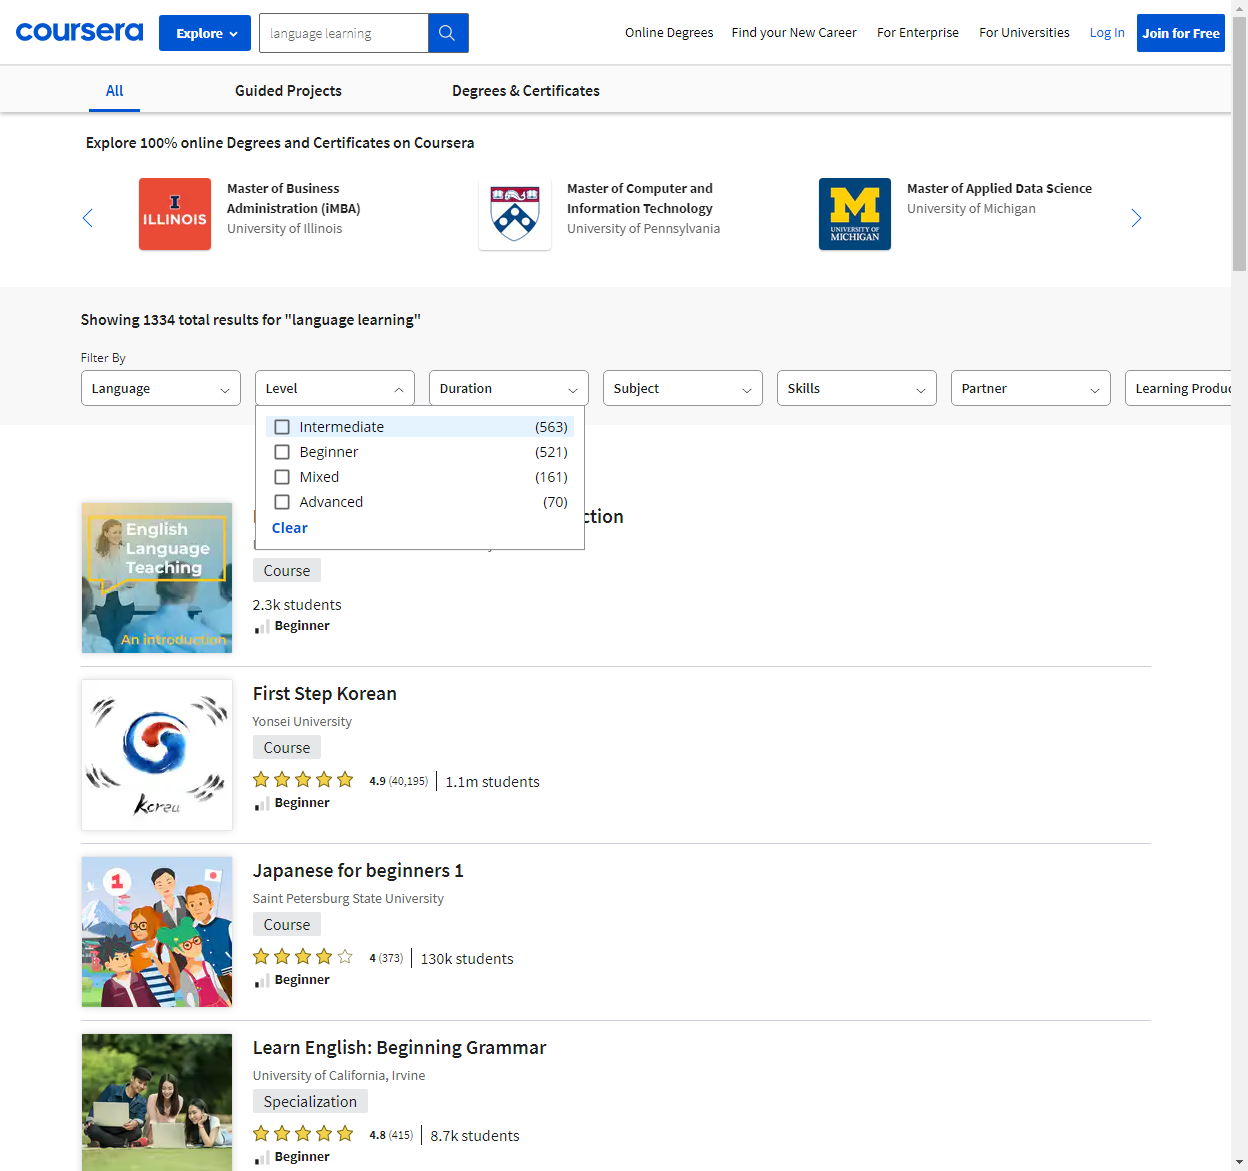 coursera
Explore
language learning
Online Degrees
Find your New Career
For Enterprise
For Universities
Log In
Join for Free
All
Guided Projects
Degrees & Certificates
Explore 100% online Degrees and Certificates on Coursera
I
ILLINOIS
Master of Business
Administration (iMBA)
University of Illinois
Master of Computer and
Information Technology
University of Pennsylvania
M
UNIVERSITY OF
MICHIGAN
Master of Applied Data Science
University of Michigan
Showing 1334 total results for "language learning"
Filter By
Language
Level
Duration
Subject
Skills
Partner
Learning Produc
Intermediate (563)
Beginner (521)
Mixed (161)
Advanced (70)
Clear
English
Language
Teaching
An introduction
ction
Course
2.3k students
Beginner
Korea
First Step Korean
Yonsei University
Course
4.9 (40,195) 1.1m students
Beginner
1
Japanese for beginners 1
Saint Petersburg State University
Course
4 (373) 130k students
Beginner
Learn English: Beginning Grammar
University of California, Irvine
Specialization
4.8 (415) 8.7k students
Beginner